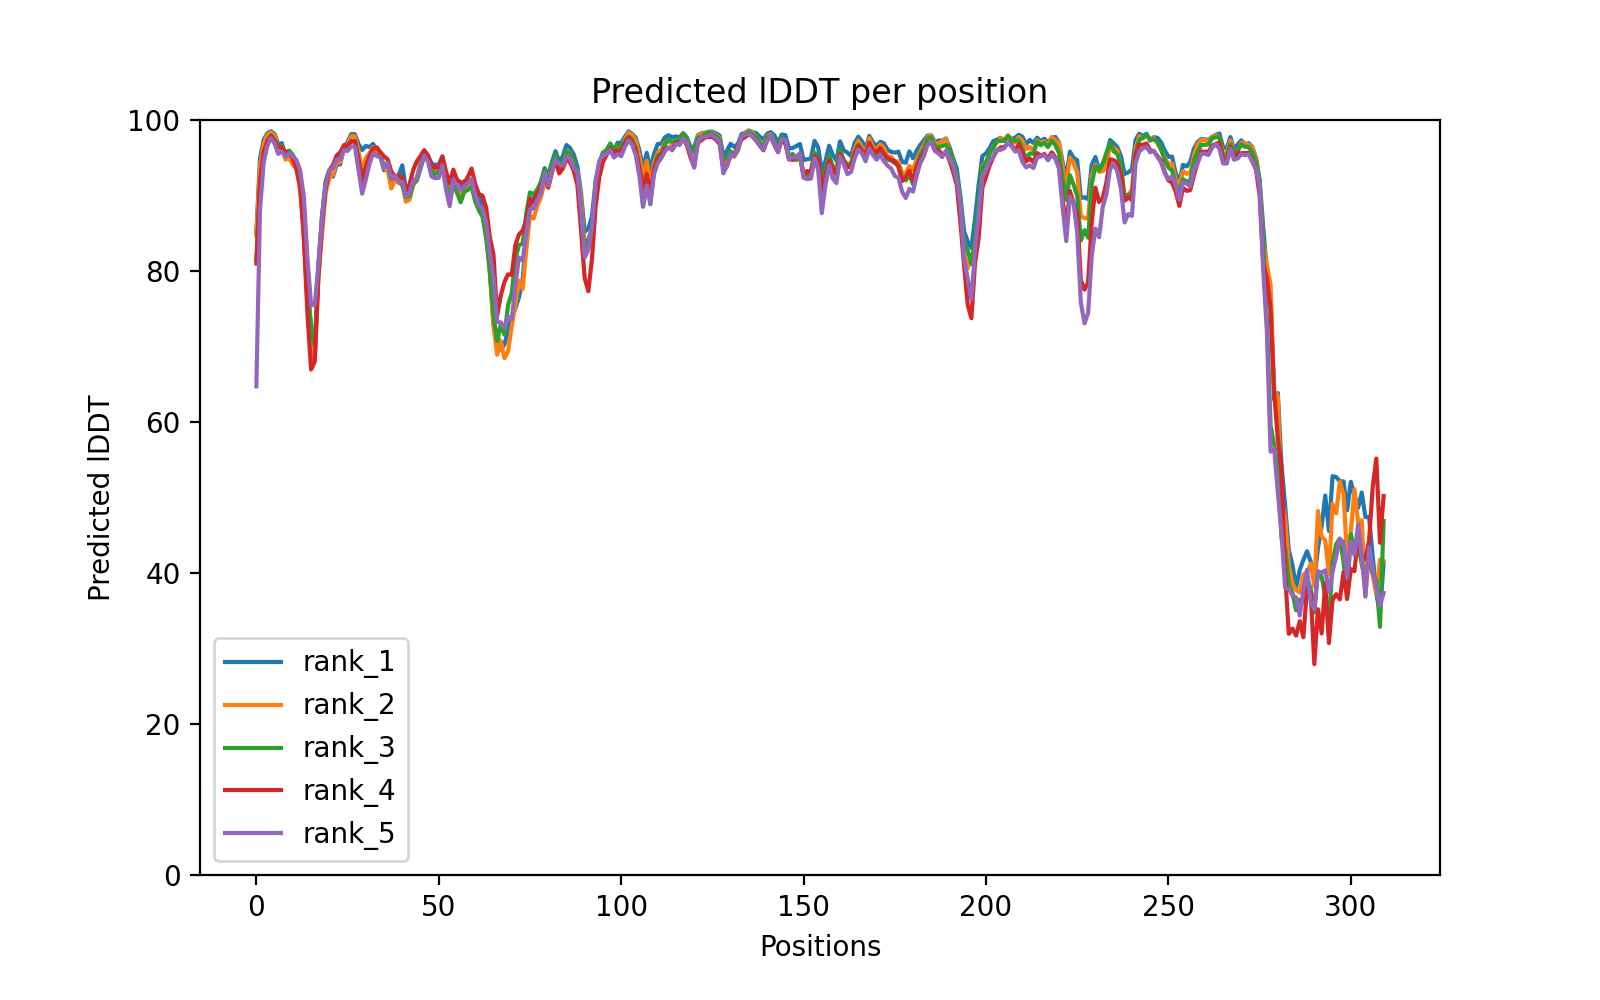 Predicted lDDT per position
100
80
60
40
20
0
Predicted lDDT
rank_1
rank_2
rank_3
rank_4
rank_5
0 50 100 150 200 250 300
Positions